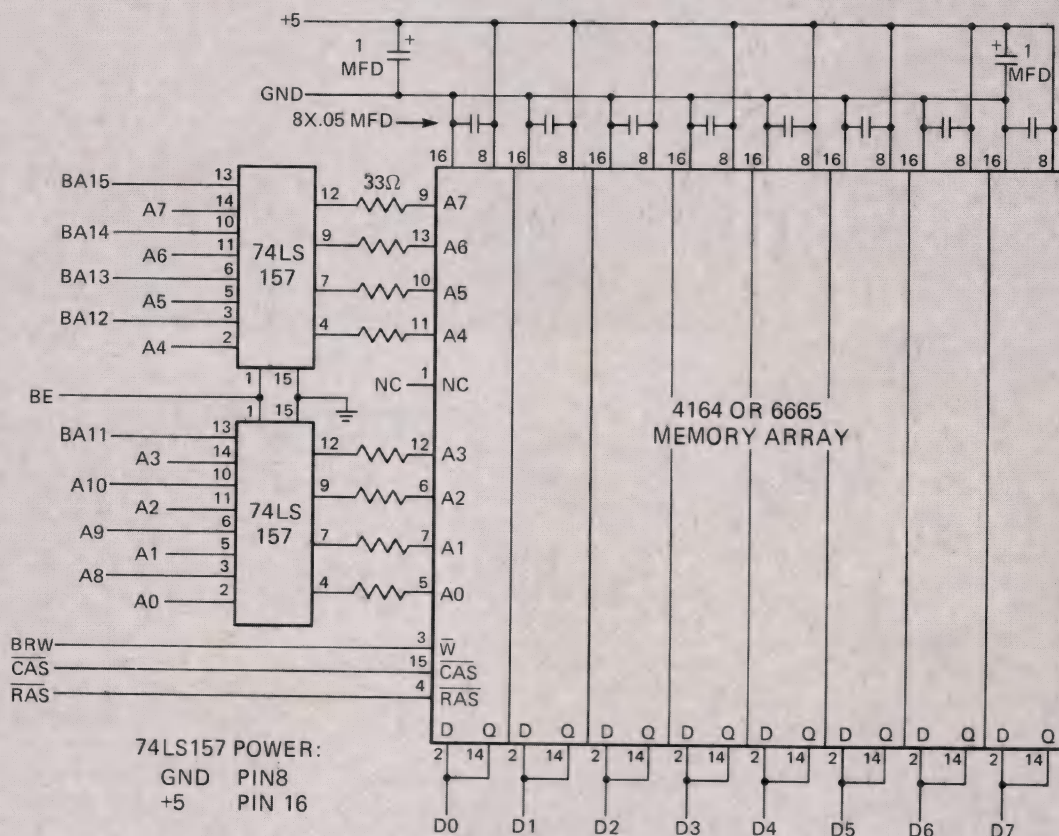 +5
1 + + 1
MFD MFD
GND
8X.05 MFD
16 8 16 8 16 8 16 8 16 8 16 8 16 8 16 8
BA15 13 12 33Ω 9 A7
A7 14
BA14 10 9 13 A6
A6 11
74LS
157
BA13 6 7 10 A5
A5 5
BA12 3 4 11 A4
A4 2
1 15
NC 1 NC
BE
1 15
4164 OR 6665
MEMORY ARRAY
BA11 13 12 12 A3
A3 14
A10 10 9 6 A2
A2 11
74LS
157
A9 6 7 7 A1
A1 5
A8 3 4 5 A0
A0 2
BRW 3 W̅
C̅A̅S̅ 15 C̅A̅S̅
R̅A̅S̅ 4 R̅A̅S̅
D Q D Q D Q D Q D Q D Q D Q D Q
2 14 2 14 2 14 2 14 2 14 2 14 2 14 2 14
74LS157 POWER:
GND PIN8
+5 PIN 16
D0 D1 D2 D3 D4 D5 D6 D7